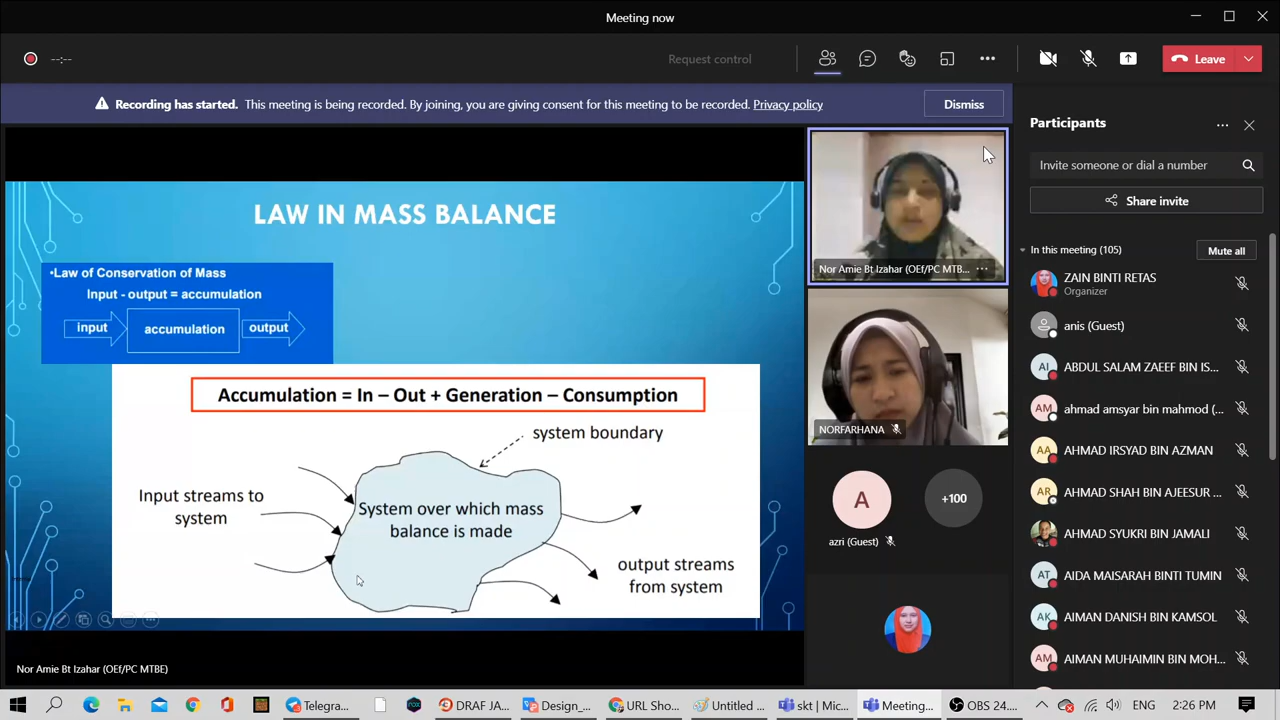 Meeting now
--:--
Request control
Leave
Recording has started. This meeting is being recorded. By joining, you are giving consent for this meeting to be recorded. Privacy policy
Dismiss
LAW IN MASS BALANCE
•Law of Conservation of Mass
Input - output = accumulation
input
accumulation
output
Accumulation = In – Out + Generation – Consumption
system boundary
Input streams to
system
System over which mass
balance is made
output streams
from system
Nor Amie Bt Izahar (OEf/PC MTBE)
Nor Amie Bt Izahar (OEf/PC MTB...
NORFARHANA
A
+100
azri (Guest)
Participants
Invite someone or dial a number
Share invite
In this meeting (105)
Mute all
ZAIN BINTI RETAS
Organizer
anis (Guest)
AI
ABDUL SALAM ZAEEF BIN IS...
AM
ahmad amsyar bin mahmod (...
AA
AHMAD IRSYAD BIN AZMAN
AR
AHMAD SHAH BIN AJEESUR ...
AHMAD SYUKRI BIN JAMALI
AT
AIDA MAISARAH BINTI TUMIN
AK
AIMAN DANISH BIN KAMSOL
AM
AIMAN MUHAIMIN BIN MOH...
Telegra...
DRAF JA...
Design_...
URL Sho...
Untitled ...
skt | Mic...
Meeting...
OBS 24....
ENG
2:26 PM